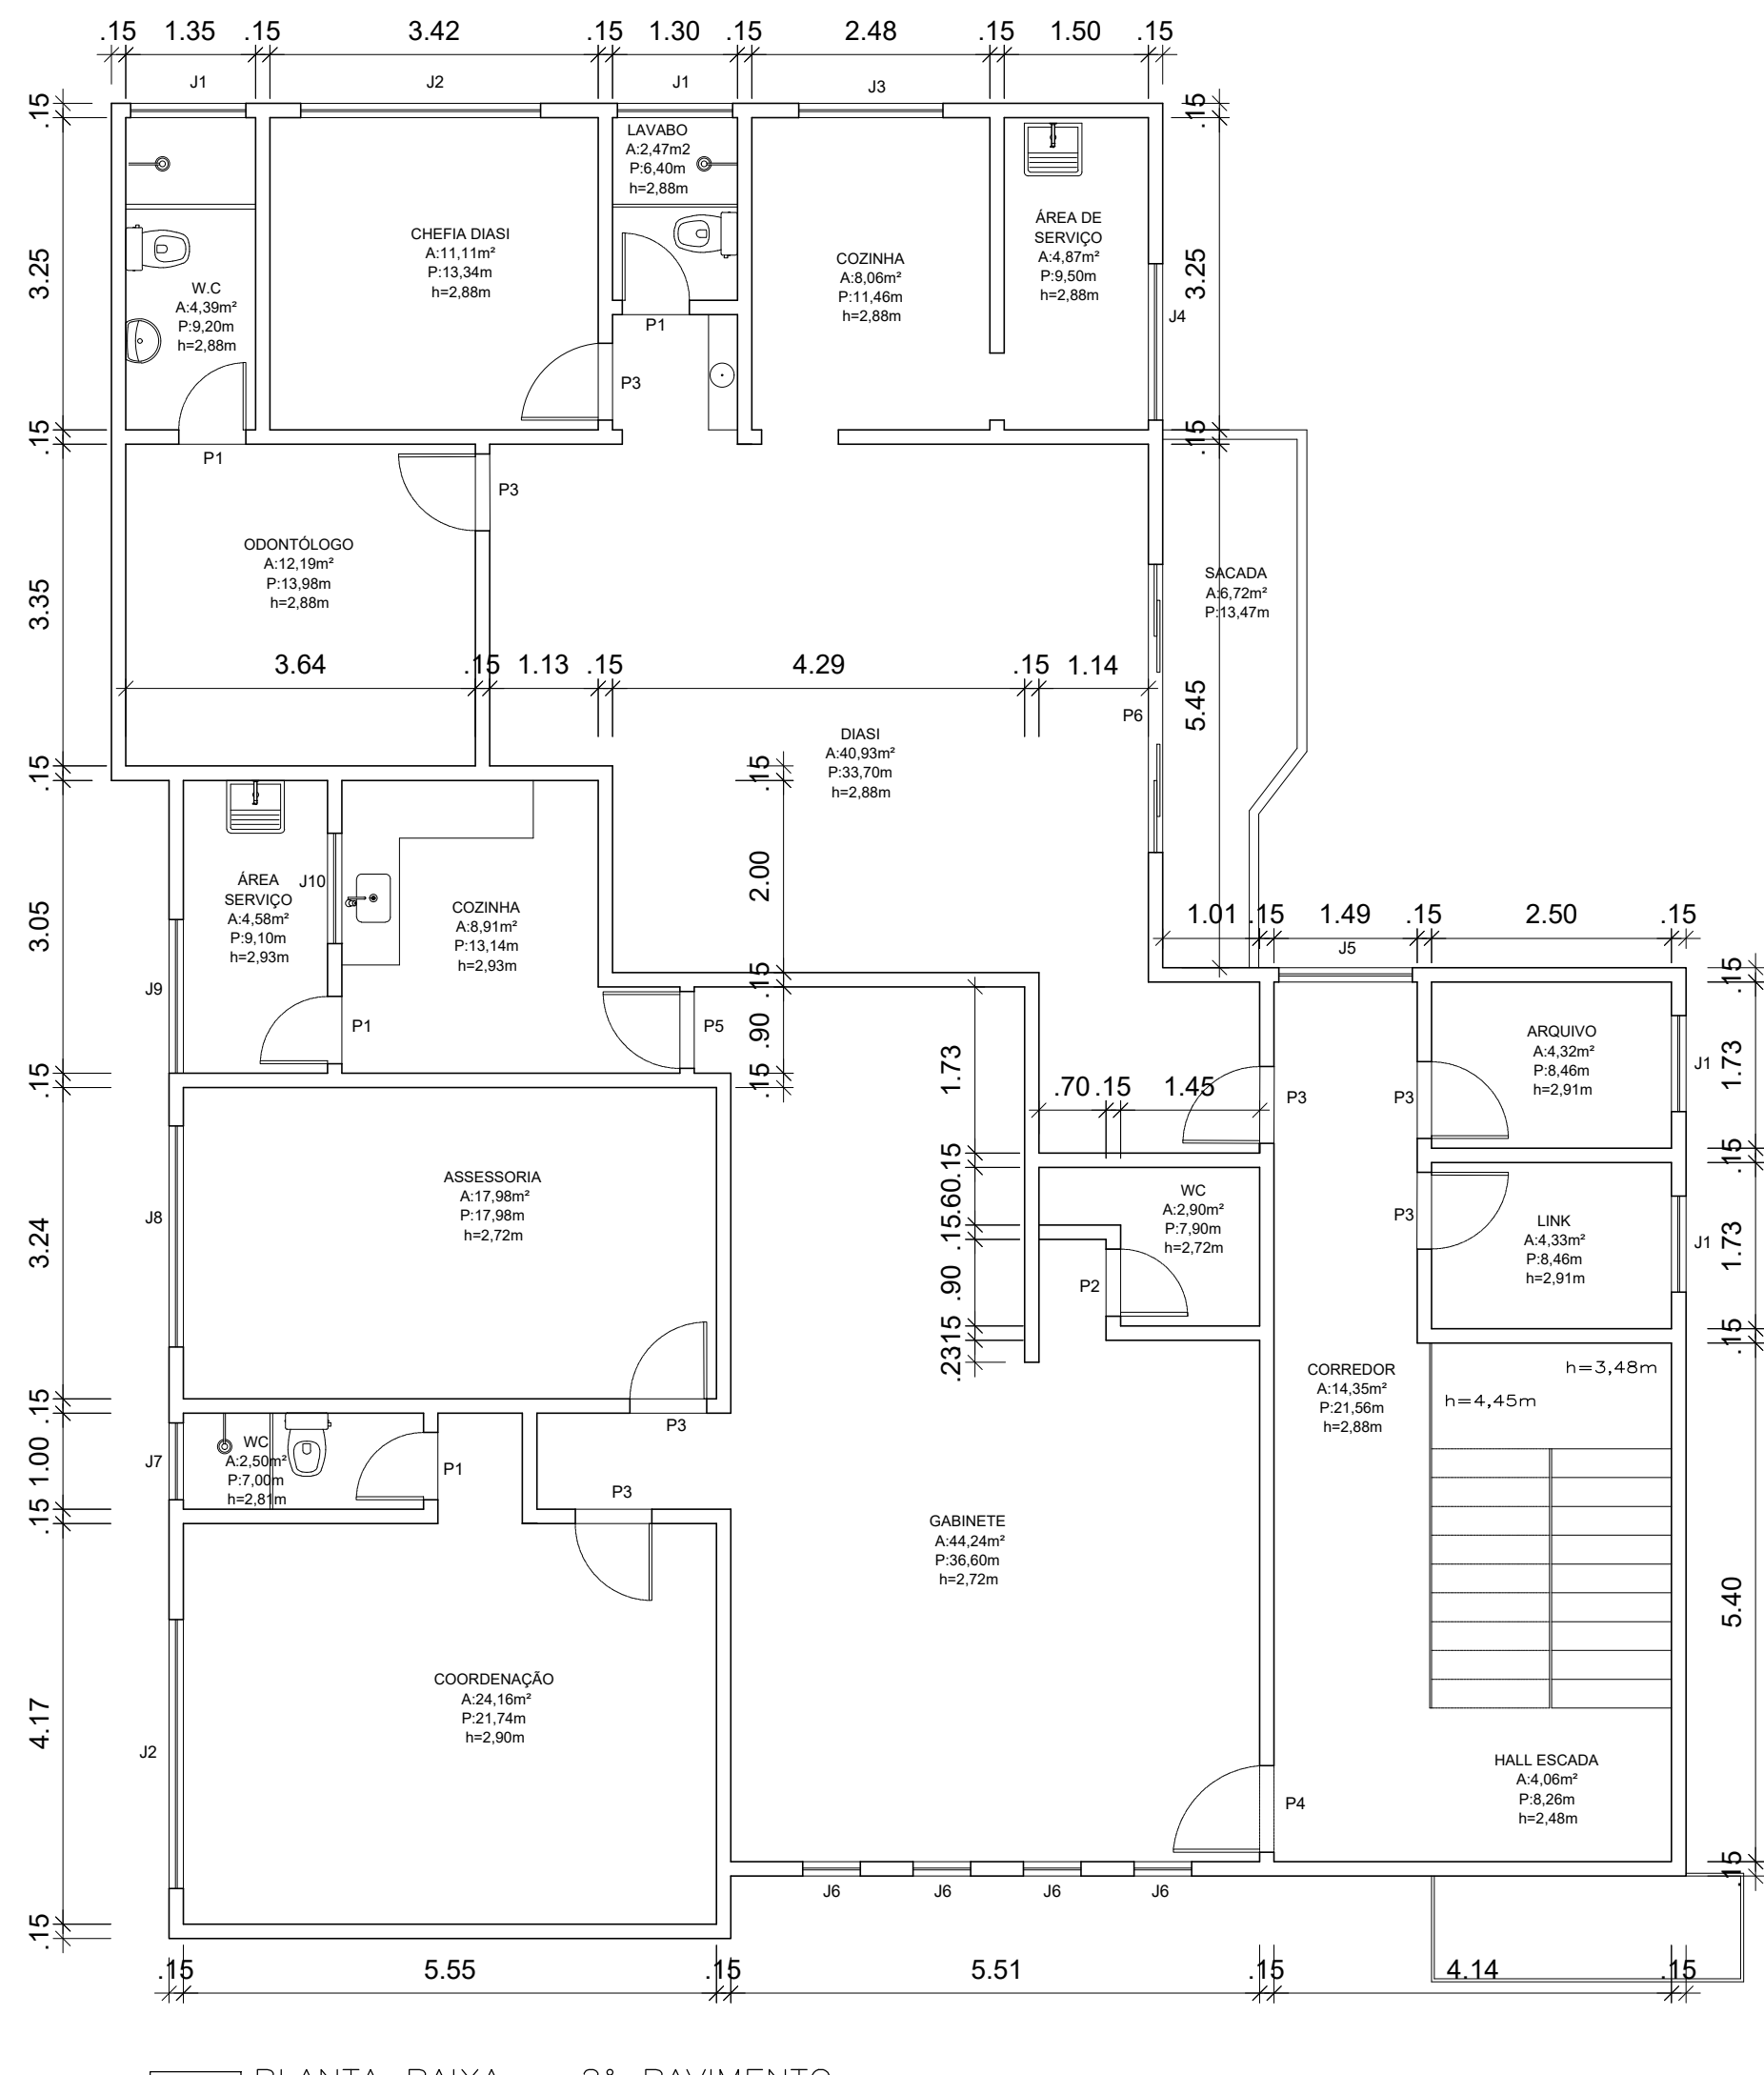 .15 1.35 .15 3.42 .15 1.30 .15 2.48 .15 1.50 .15
J1 J2 J1 J3
.15
.15
LAVABO
A:2,47m2
P:6,40m
h=2,88m
CHEFIA DIASI
A:11,11m²
P:13,34m
h=2,88m
ÁREA DE
SERVIÇO
A:4,87m²
P:9,50m
h=2,88m
COZINHA
A:8,06m²
P:11,46m
h=2,88m
W.C
A:4,39m²
P:9,20m
h=2,88m
3.25
3.25
J4
P1
P3
.15
.15
P1
P3
ODONTÓLOGO
A:12,19m²
P:13,98m
h=2,88m
SACADA
A:6,72m²
P:13,47m
3.35
3.64 .15 1.13 .15 4.29 .15 1.14
5.45
P6
DIASI
A:40,93m²
P:33,70m
h=2,88m
.15
.15
ÁREA
SERVIÇO
A:4,58m²
P:9,10m
h=2,93m
J10
COZINHA
A:8,91m²
P:13,14m
h=2,93m
2.00
3.05
1.01 .15 1.49 .15 2.50 .15
J5
J9
P1
P5
.15
.90
.15
.15
.15
1.73
ARQUIVO
A:4,32m²
P:8,46m
h=2,91m
J1
1.73
.70 .15 1.45
P3
P3
.15
.15
ASSESSORIA
A:17,98m²
P:17,98m
h=2,72m
J8
3.24
.60
.15
.90
.15
.23
WC
A:2,90m²
P:7,90m
h=2,72m
P2
P3
LINK
A:4,33m²
P:8,46m
h=2,91m
J1
1.73
.15
CORREDOR
A:14,35m²
P:21,56m
h=2,88m
h=3,48m
h=4,45m
.15
P3
WC
A:2,50m²
P:7,00m
h=2,81m
J7
1.00
P1
P3
.15
GABINETE
A:44,24m²
P:36,60m
h=2,72m
5.40
COORDENAÇÃO
A:24,16m²
P:21,74m
h=2,90m
4.17
J2
HALL ESCADA
A:4,06m²
P:8,26m
h=2,48m
P4
.15
J6 J6 J6 J6
.15
.15 5.55 .15 5.51 .15 4.14 .15
PLANTA BAIXA
PAVIMENTO